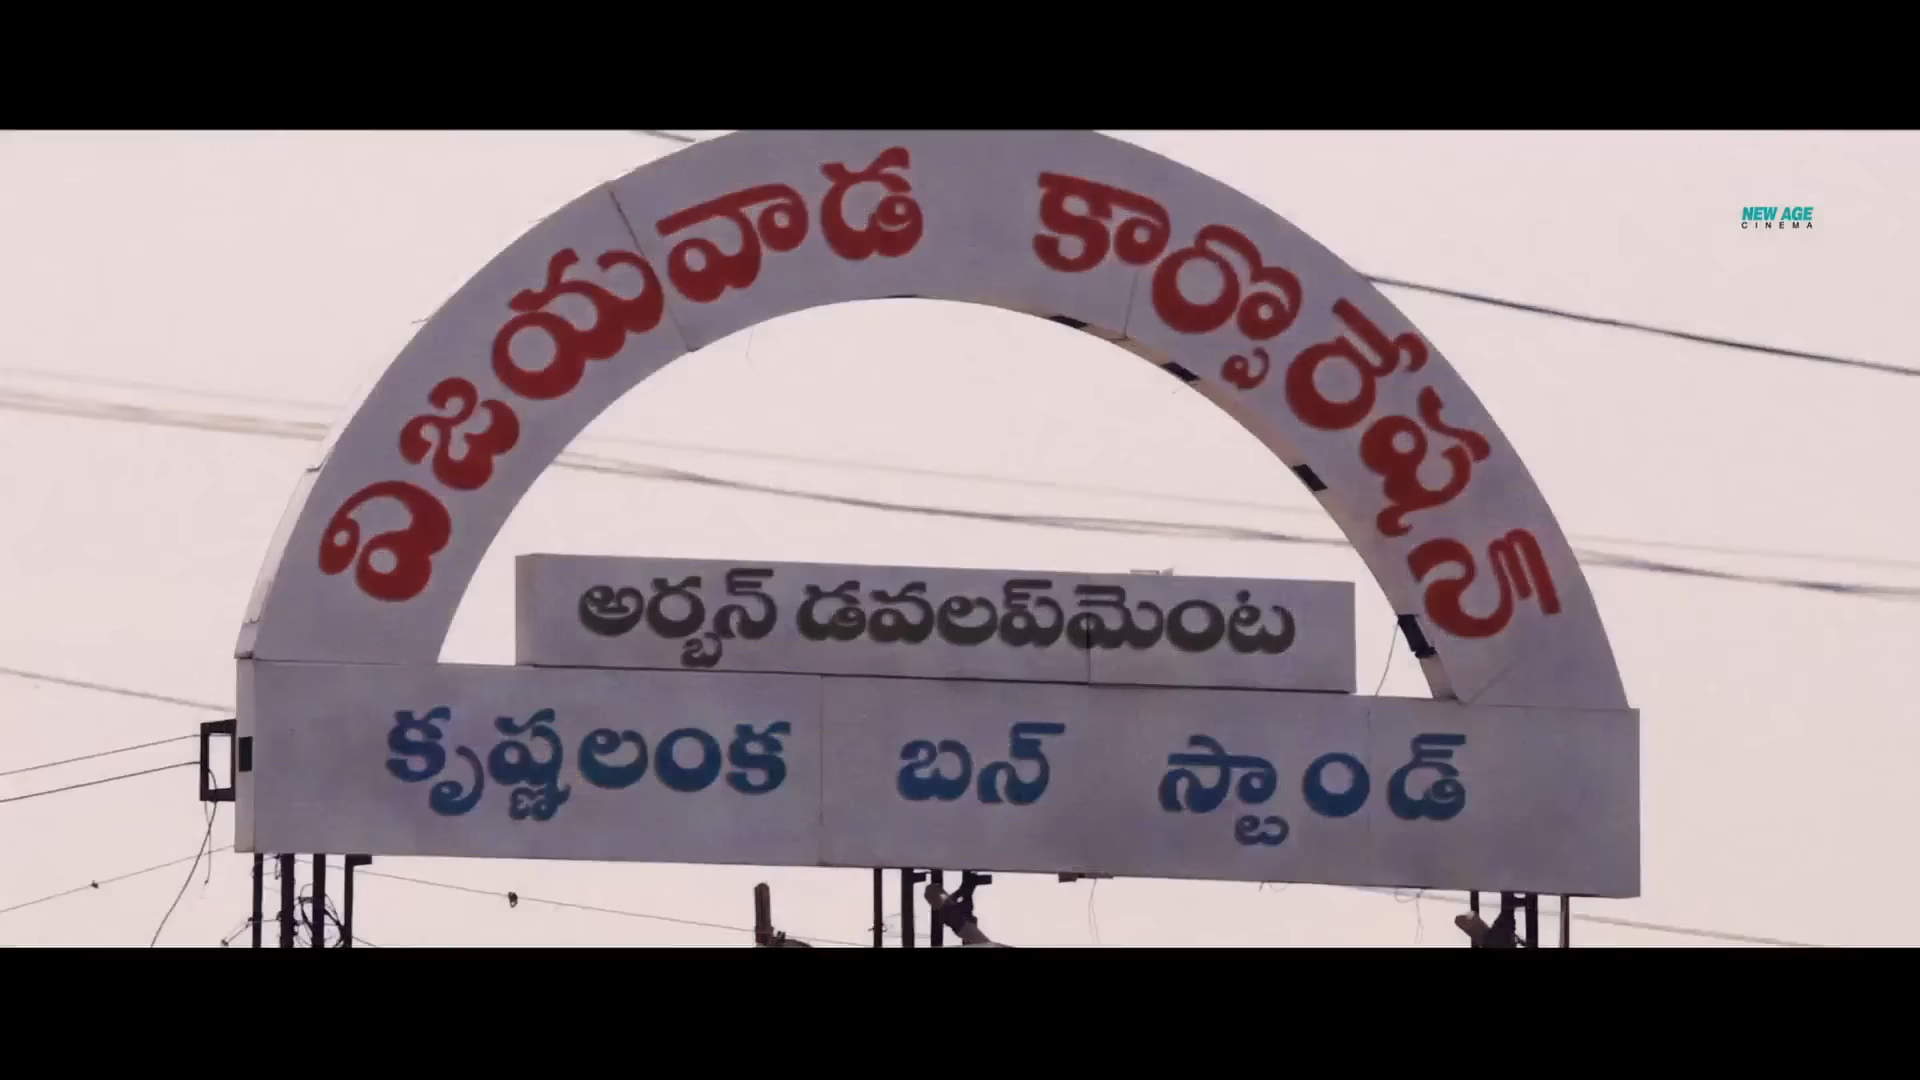 విజయవాడ కార్పొరేషన్
NEW AGE
CINEMA
అర్బన్ డవలప్‌మెంట
కృష్ణలంక బస్ స్టాండ్